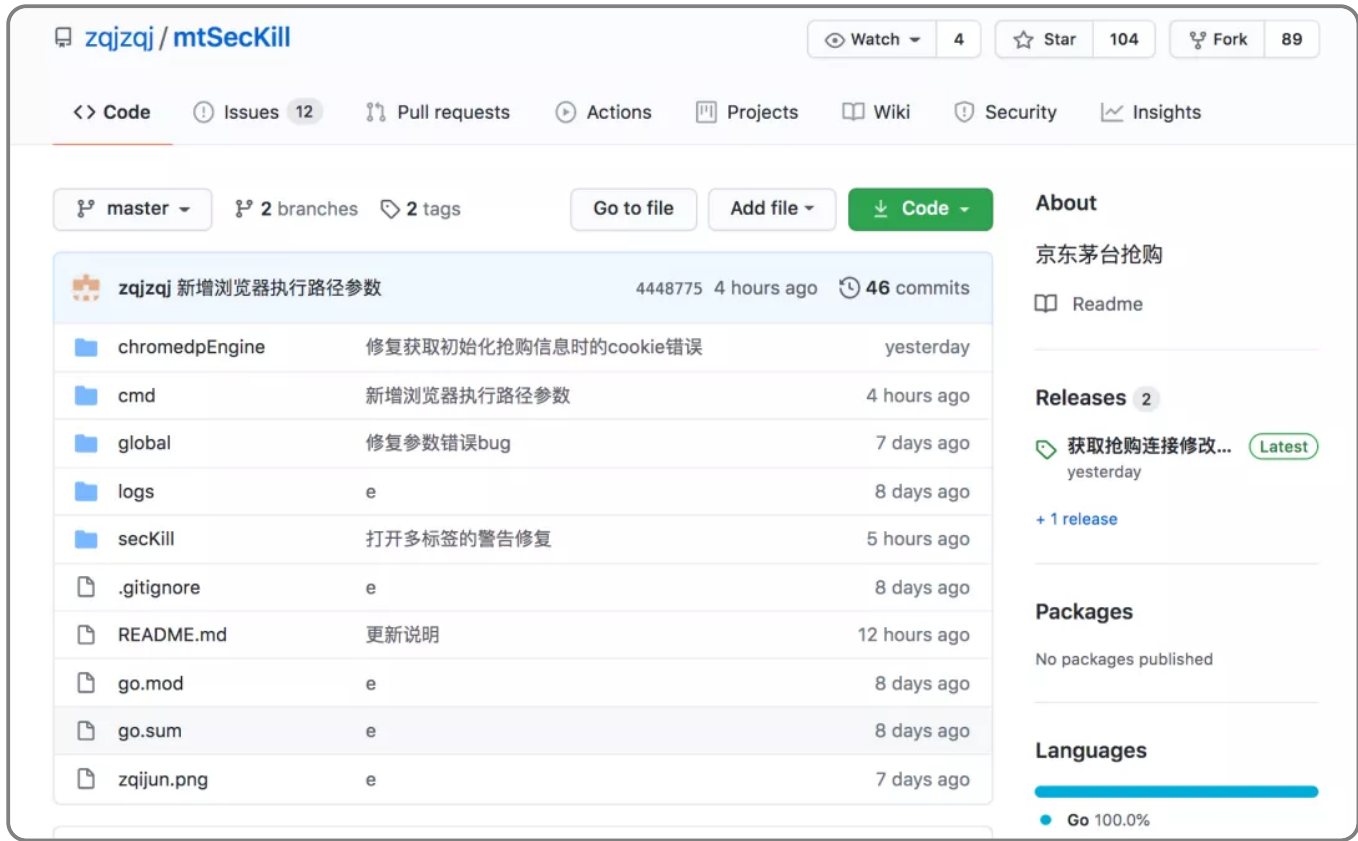 zqjzqj / mtSecKill
Watch 4 Star 104 Fork 89
Code Issues 12 Pull requests Actions Projects Wiki Security Insights
master 2 branches 2 tags Go to file Add file Code
zqjzqj 新增浏览器执行路径参数 4448775 4 hours ago 46 commits
chromedpEngine 修复获取初始化抢购信息时的cookie错误 yesterday
cmd 新增浏览器执行路径参数 4 hours ago
global 修复参数错误bug 7 days ago
logs e 8 days ago
secKill 打开多标签的警告修复 5 hours ago
.gitignore e 8 days ago
README.md 更新说明 12 hours ago
go.mod e 8 days ago
go.sum e 8 days ago
zqijun.png e 7 days ago
About
京东茅台抢购
Readme
Releases 2
获取抢购连接修改... Latest
yesterday
+ 1 release
Packages
No packages published
Languages
Go 100.0%